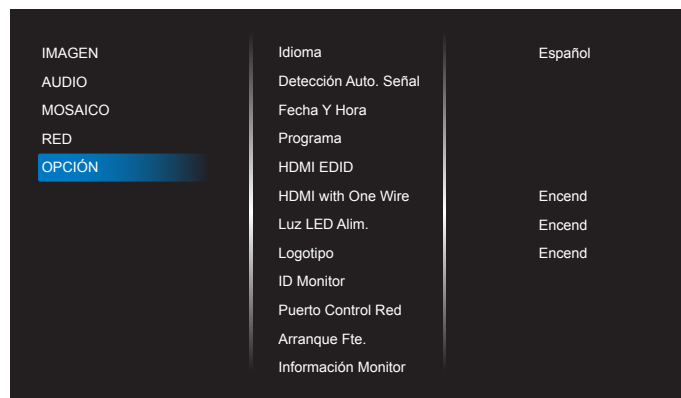 IMAGEN
AUDIO
MOSAICO
RED
OPCIÓN
Idioma Español
Detección Auto. Señal
Fecha Y Hora
Programa
HDMI EDID
HDMI with One Wire Encend
Luz LED Alim. Encend
Logotipo Encend
ID Monitor
Puerto Control Red
Arranque Fte.
Información Monitor